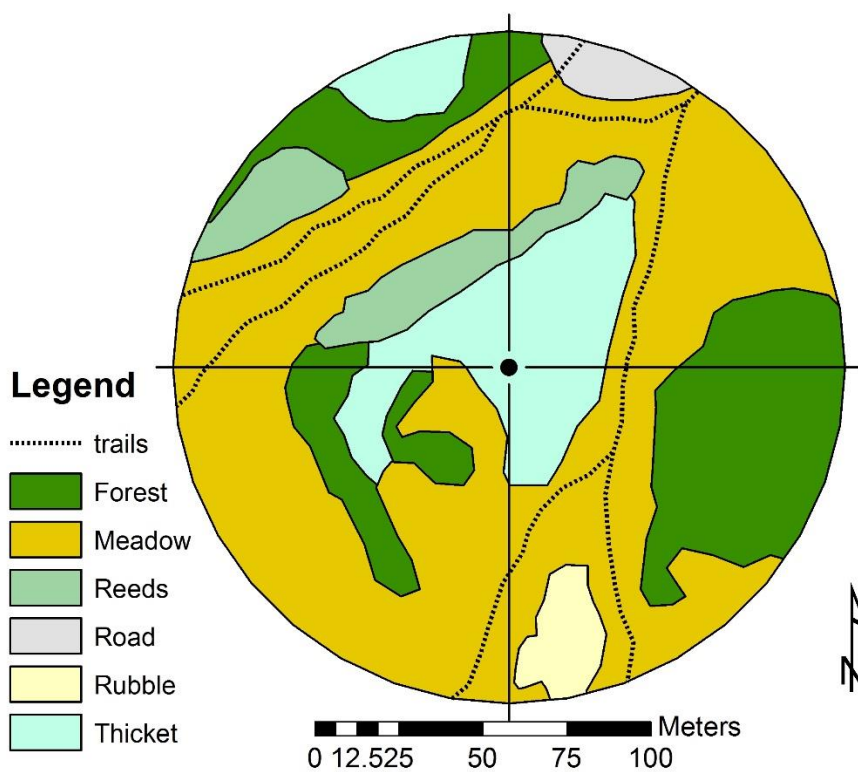 Legend
trails
Forest
Meadow
Reeds
Road
Rubble
Thicket
N
Meters
0 12.525 50 75 100